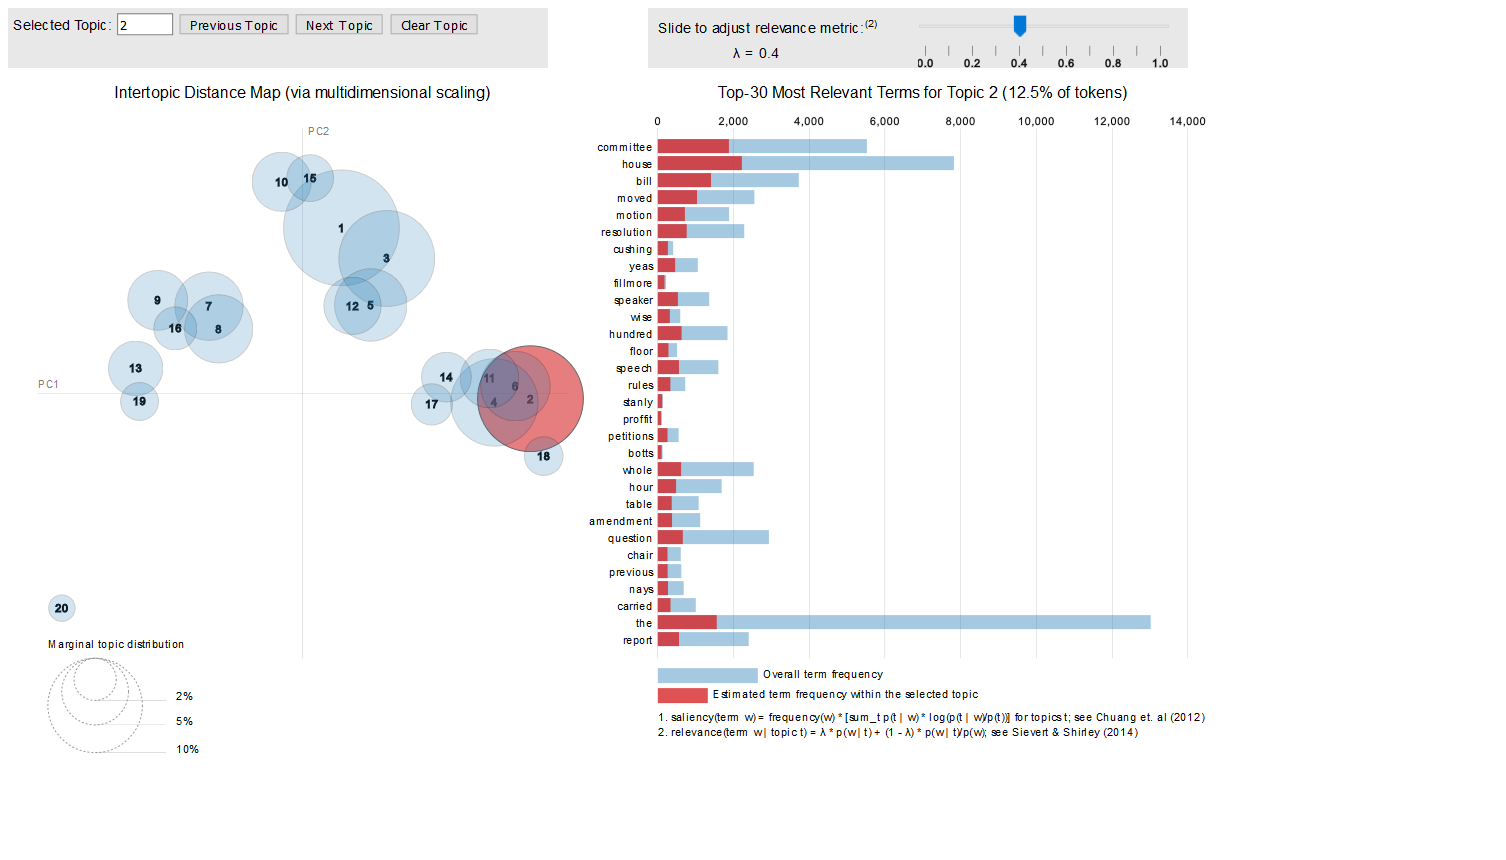 Selected Topic: 2 Previous Topic Next Topic Clear Topic
Slide to adjust relevance metric:(2)
λ = 0.4
0.0 0.2 0.4 0.6 0.8 1.0
Intertopic Distance Map (via multidimensional scaling)
PC2
PC1
10
15
1
3
12
5
9
7
16
8
13
19
14
11
6
17
4
2
18
20
Marginal topic distribution
2%
5%
10%
Top-30 Most Relevant Terms for Topic 2 (12.5% of tokens)
0 2,000 4,000 6,000 8,000 10,000 12,000 14,000
committee
house
bill
moved
motion
resolution
cushing
yeas
fillmore
speaker
wise
hundred
floor
speech
rules
stanly
proffit
petitions
botts
whole
hour
table
amendment
question
chair
previous
nays
carried
the
report
Overall term frequency
Estimated term frequency within the selected topic
1. saliency(term w) = frequency(w) * [sum_t p(t | w) * log(p(t | w)/p(t))] for topics t; see Chuang et. al (2012)
2. relevance(term w | topic t) = λ * p(w | t) + (1 - λ) * p(w | t)/p(w); see Sievert & Shirley (2014)